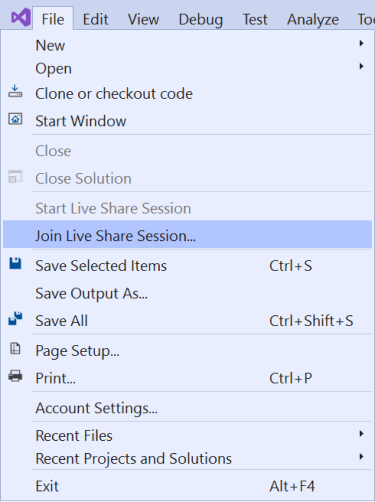 File Edit View Debug Test Analyze
New
Open
Clone or checkout code
Start Window
Close
Close Solution
Start Live Share Session
Join Live Share Session...
Save Selected Items Ctrl+S
Save Output As...
Save All Ctrl+Shift+S
Page Setup...
Print... Ctrl+P
Account Settings...
Recent Files
Recent Projects and Solutions
Exit Alt+F4